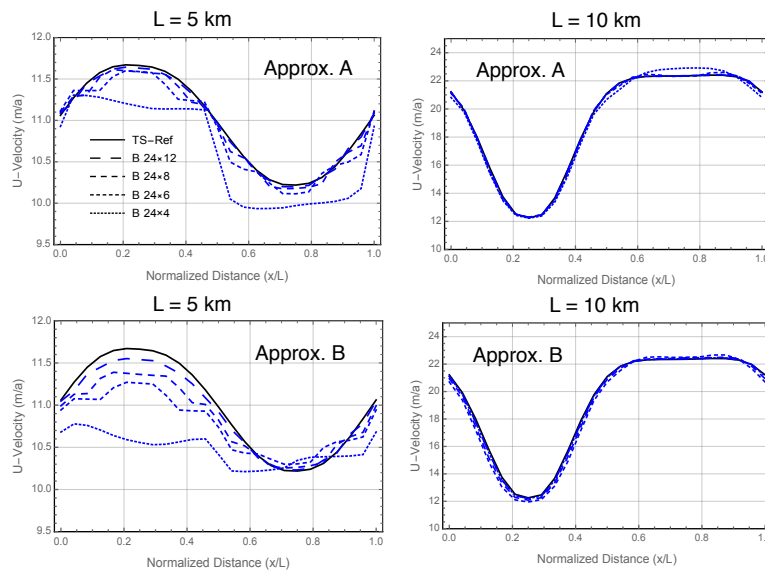 L = 5 km
L = 10 km
12.0
11.5
11.0
10.5
10.0
9.5
U−Velocity (m/a)
Approx. A
TS−Ref
B 24×12
B 24×8
B 24×6
B 24×4
0.0 0.2 0.4 0.6 0.8 1.0
Normalized Distance (x/L)
22
20
18
16
14
12
10
U−Velocity (m/a)
Approx. A
0.0 0.2 0.4 0.6 0.8 1.0
Normalized Distance (x/L)
L = 5 km
L = 10 km
12.0
11.5
11.0
10.5
10.0
9.5
U−Velocity (m/a)
Approx. B
0.0 0.2 0.4 0.6 0.8 1.0
Normalized Distance (x/L)
22
20
18
16
14
12
10
U−Velocity (m/a)
Approx. B
0.0 0.2 0.4 0.6 0.8 1.0
Normalized Distance (x/L)